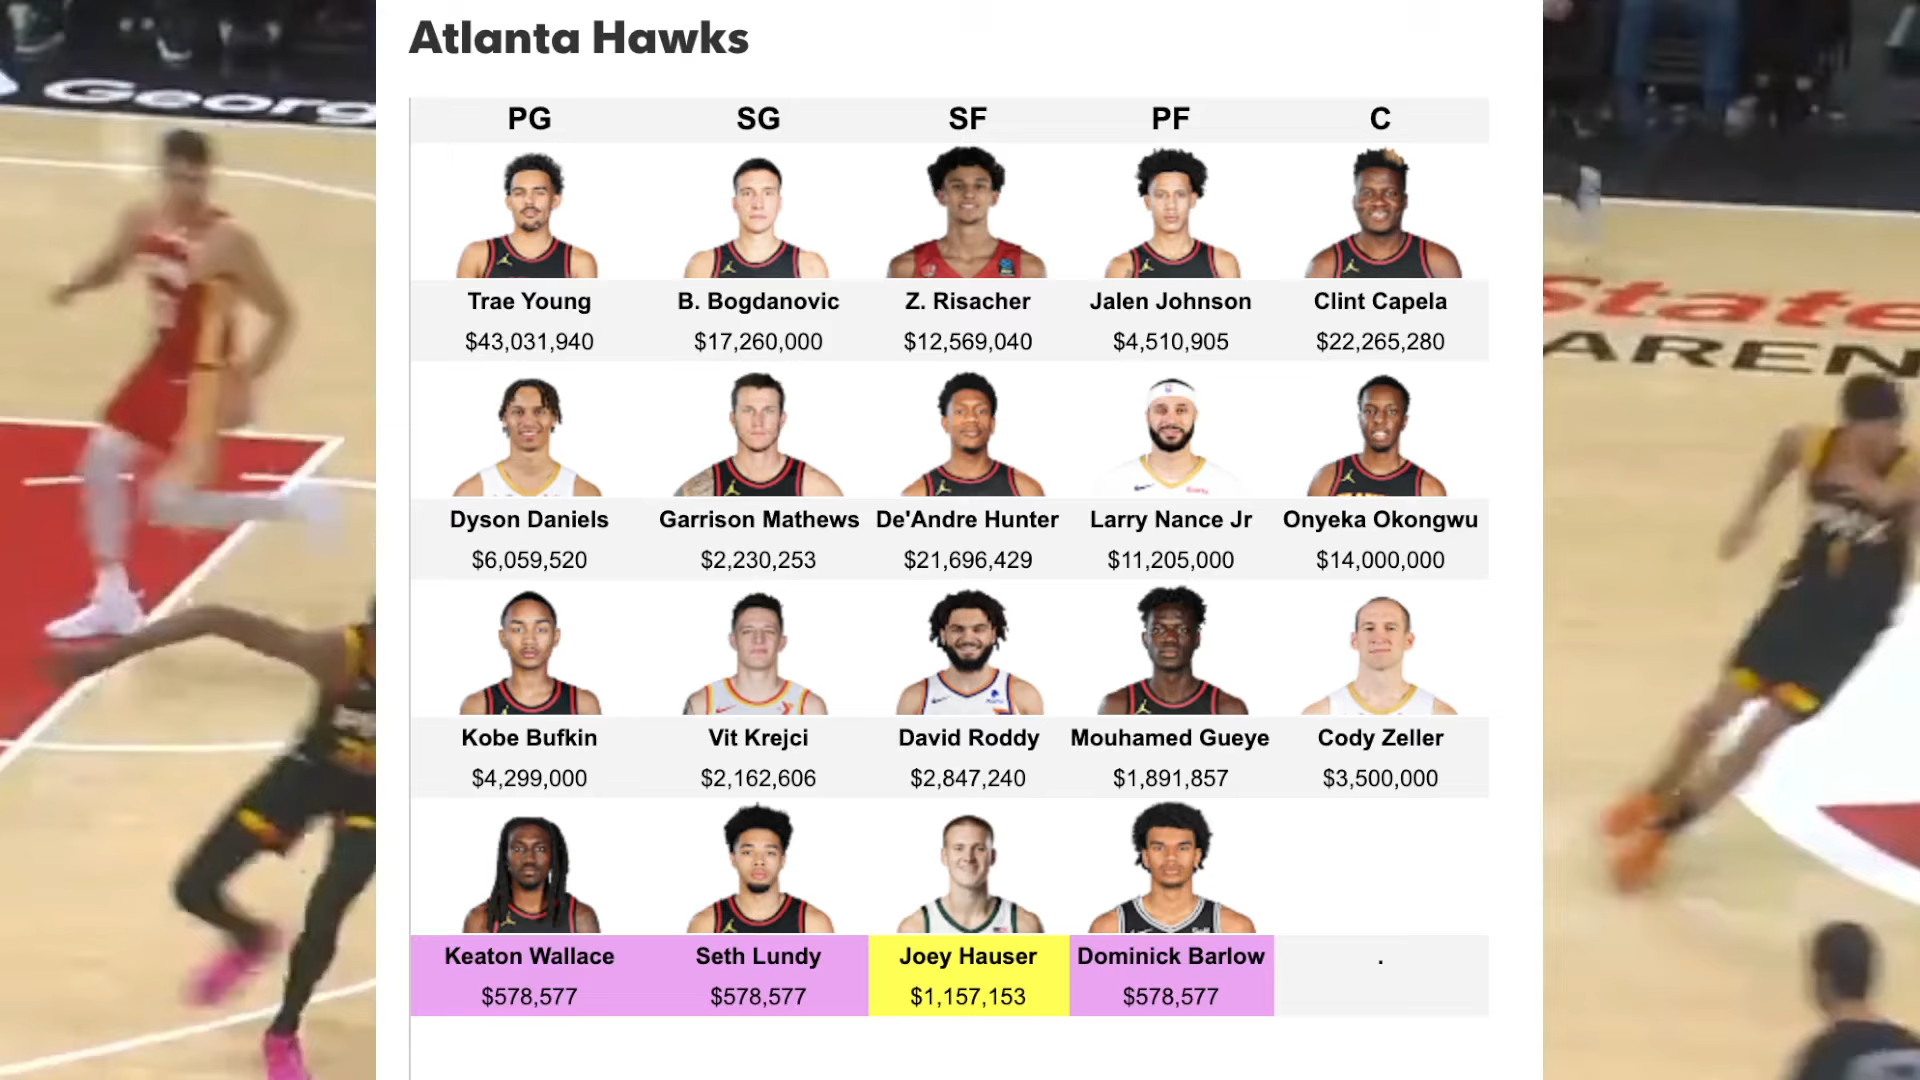 Atlanta Hawks
PG SG SF PF C
Trae Young B. Bogdanovic Z. Risacher Jalen Johnson Clint Capela
$43,031,940 $17,260,000 $12,569,040 $4,510,905 $22,265,280
Dyson Daniels Garrison Mathews De'Andre Hunter Larry Nance Jr Onyeka Okongwu
$6,059,520 $2,230,253 $21,696,429 $11,205,000 $14,000,000
Kobe Bufkin Vit Krejci David Roddy Mouhamed Gueye Cody Zeller
$4,299,000 $2,162,606 $2,847,240 $1,891,857 $3,500,000
Keaton Wallace Seth Lundy Joey Hauser Dominick Barlow .
$578,577 $578,577 $1,157,153 $578,577
Georg
State
AREN